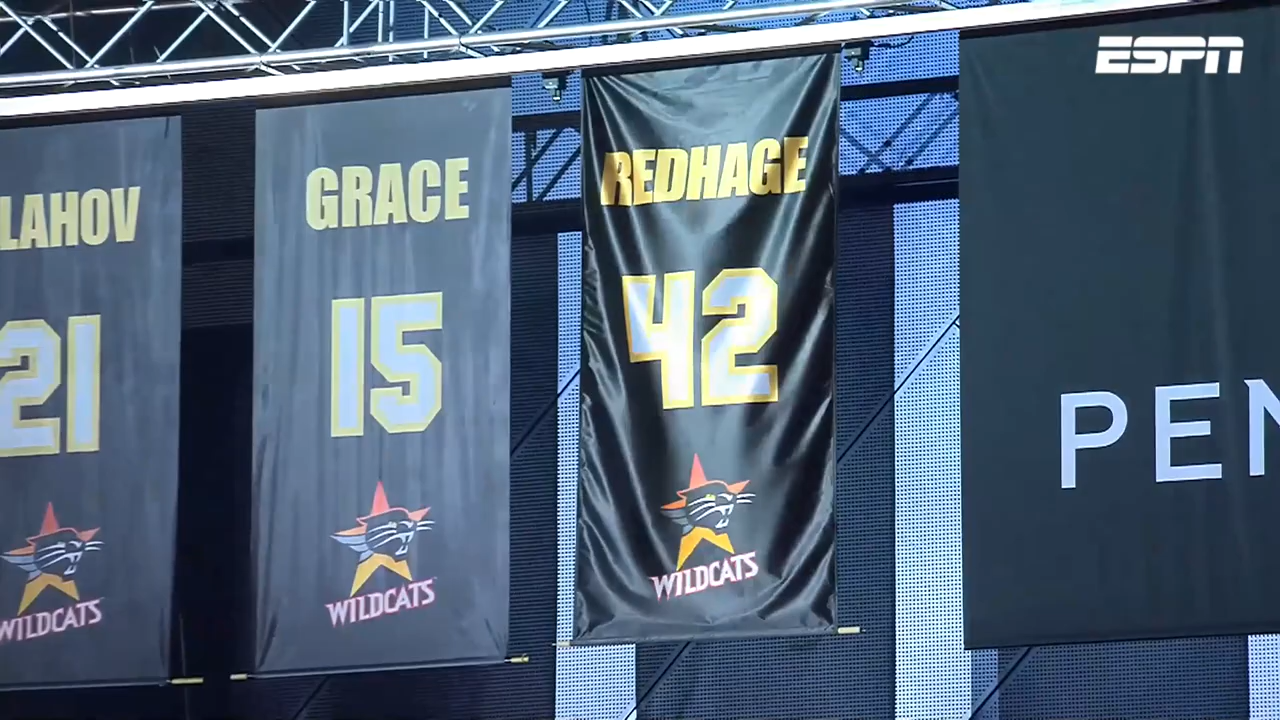 ESPN
LAHOV
21
WILDCATS
GRACE
15
WILDCATS
REDHAGE
42
WILDCATS
PEN